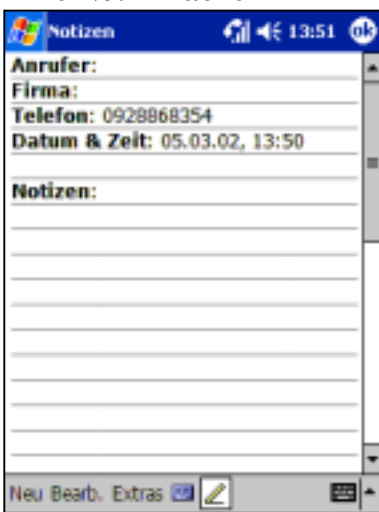 Notizen 13:51 ok
Anrufer:
Firma:
Telefon: 0928868354
Datum & Zeit: 05.03.02, 13:50
Notizen:
Neu Bearb. Extras